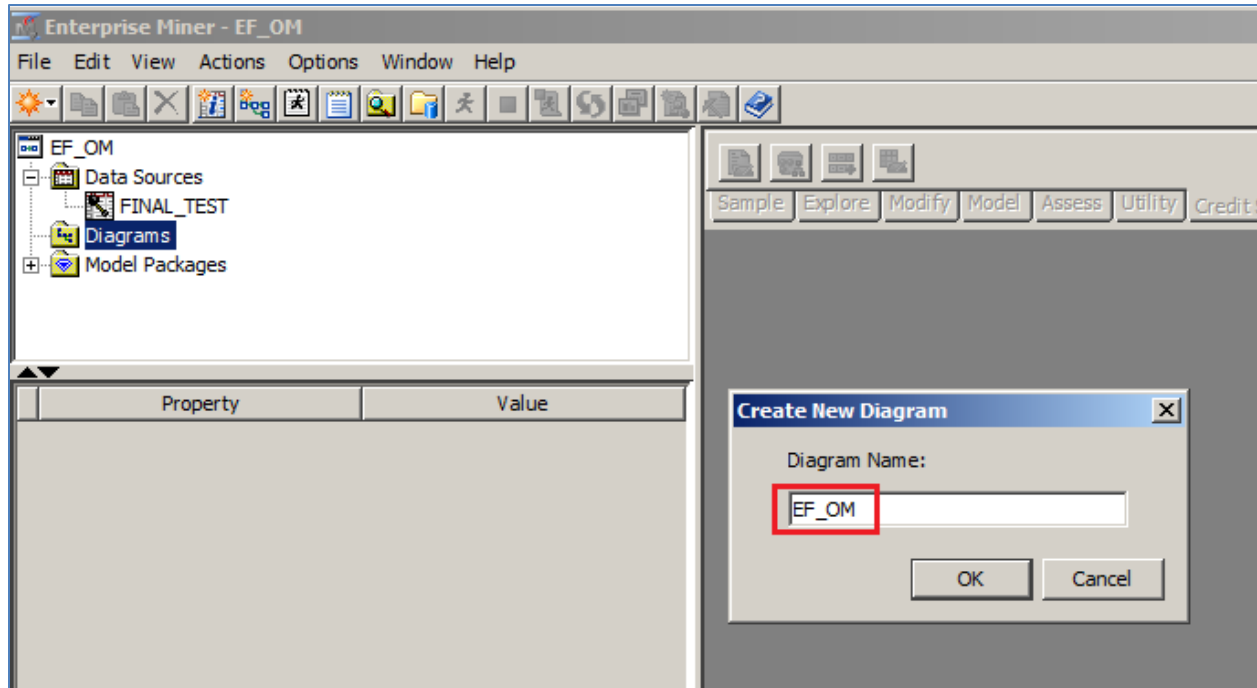 Enterprise Miner - EF_OM
File Edit View Actions Options Window Help
EF_OM
Data Sources
FINAL_TEST
Diagrams
Model Packages
Sample Explore Modify Model Assess Utility Credit
Property Value
Create New Diagram
Diagram Name:
EF_OM
OK Cancel